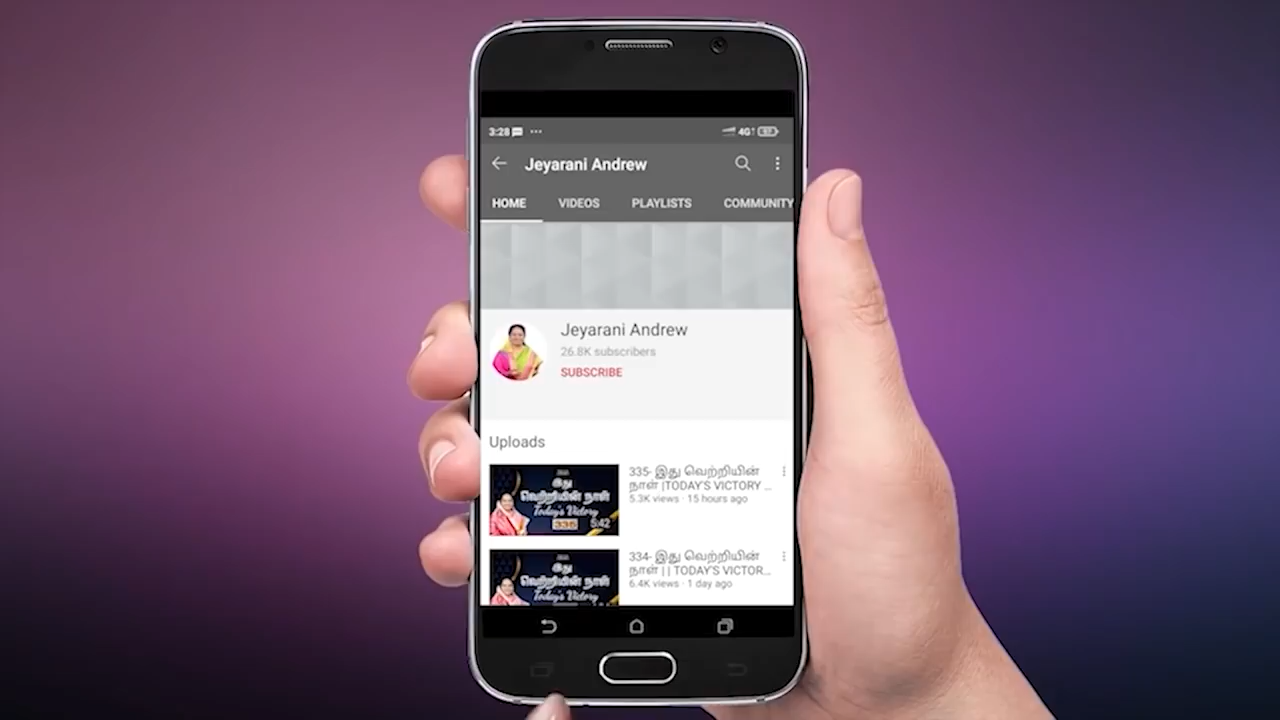 3:28
4G
Jeyarani Andrew
HOME VIDEOS PLAYLISTS COMMUNITY
Jeyarani Andrew
26.8K subscribers
SUBSCRIBE
Uploads
இது
வெற்றியின் நாள்
Today's Victory
335
5:42
335- இது வெற்றியின்
நாள் |TODAY'S VICTORY ...
5.3K views · 15 hours ago
இது
வெற்றியின் நாள்
Today's Victory
334- இது வெற்றியின்
நாள் | | TODAY'S VICTOR...
6.4K views · 1 day ago